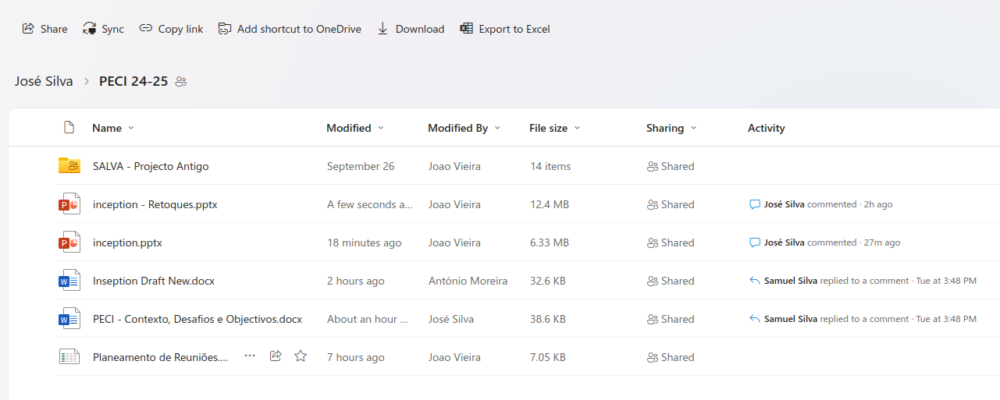 Share Sync Copy link Add shortcut to OneDrive Download Export to Excel
José Silva > PECI 24-25
Name Modified Modified By File size Sharing Activity
SALVA - Projecto Antigo September 26 Joao Vieira 14 items Shared
inception - Retoques.pptx A few seconds a... Joao Vieira 12.4 MB Shared José Silva commented · 2h ago
inception.pptx 18 minutes ago Joao Vieira 6.33 MB Shared José Silva commented · 27m ago
Inseption Draft New.docx 2 hours ago António Moreira 32.6 KB Shared Samuel Silva replied to a comment · Tue at 3:48 PM
PECI - Contexto, Desafios e Objectivos.docx About an hour ... José Silva 38.6 KB Shared Samuel Silva replied to a comment · Tue at 3:48 PM
Planeamento de Reuniões.... 7 hours ago Joao Vieira 7.05 KB Shared